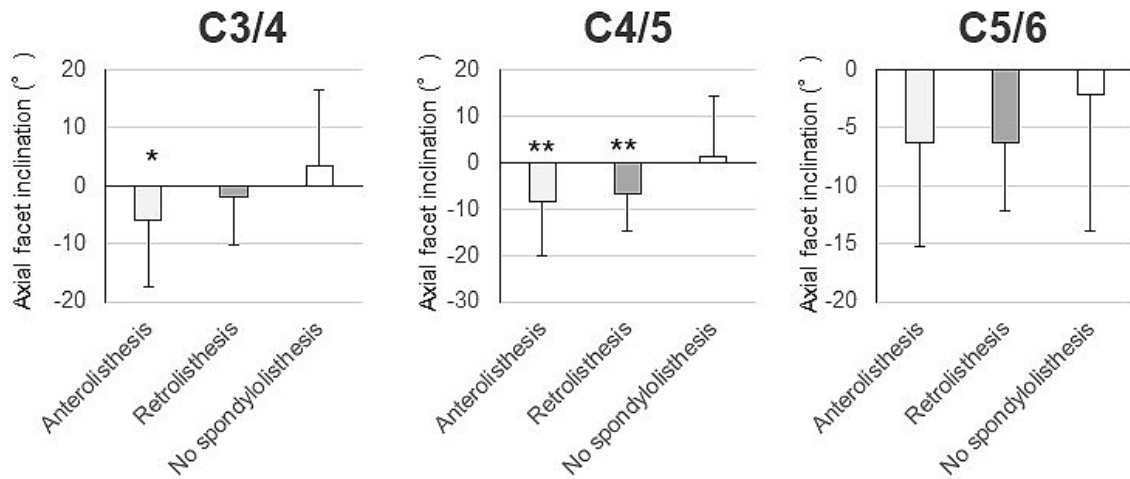 C3/4
Axial facet inclination (° )
20
10
0
-10
-20
*
Anterolisthesis
Retrolisthesis
No spondylolisthesis
C4/5
Axial facet inclination (° )
20
10
0
-10
-20
-30
**
**
Anterolisthesis
Retrolisthesis
No spondylolisthesis
C5/6
Axial facet inclination (° )
0
-5
-10
-15
-20
Anterolisthesis
Retrolisthesis
No spondylolisthesis